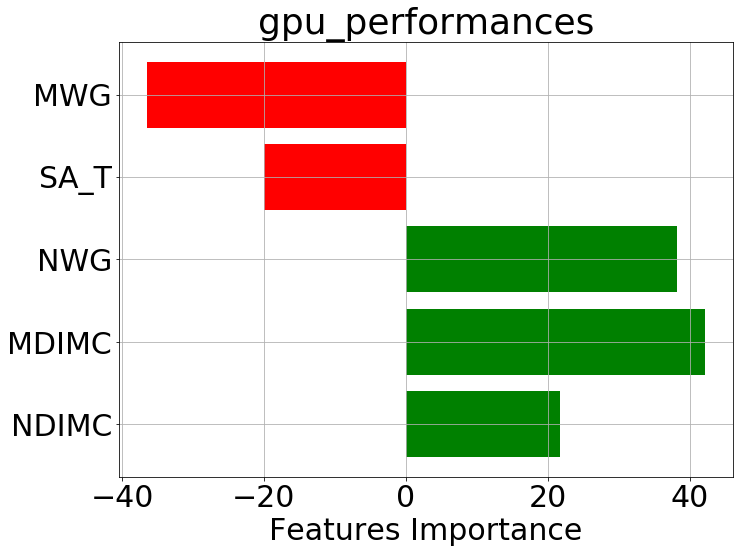 gpu_performances
MWG
SA_T
NWG
MDIMC
NDIMC
−40 −20 0 20 40
Features Importance